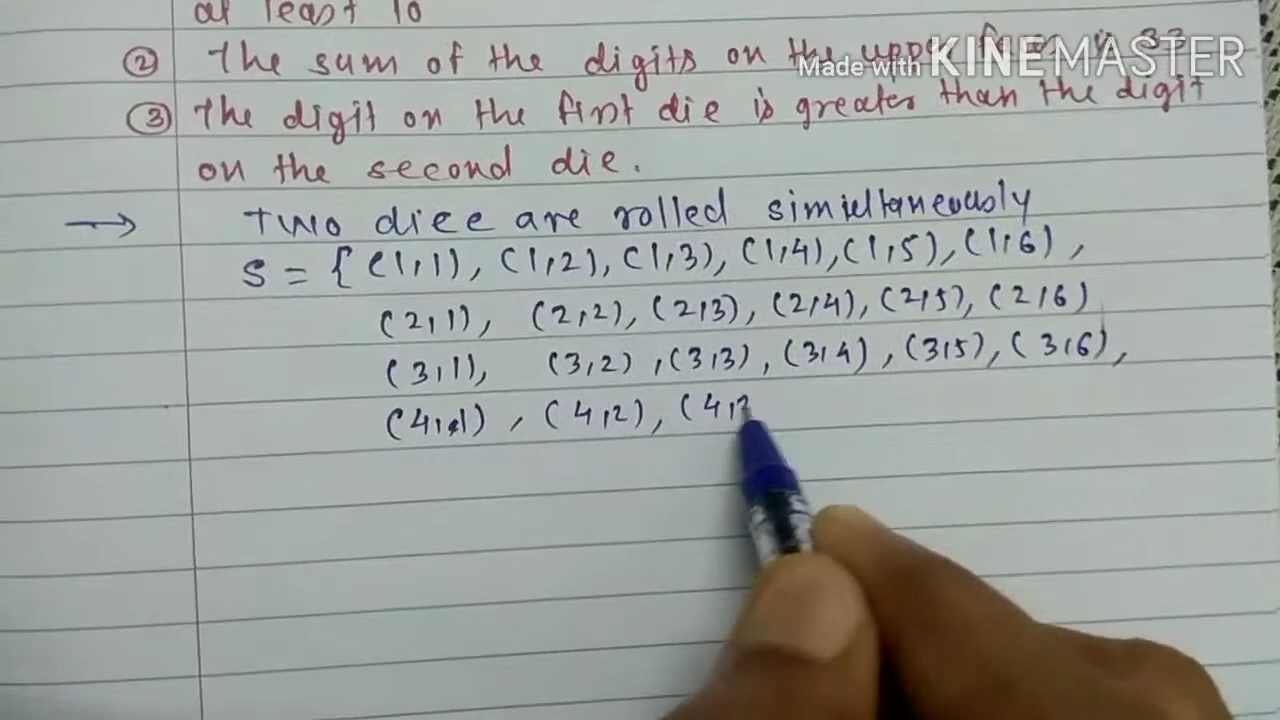 at least 10
② The sum of the digits on the uppe is 33
Made with KINEMASTER
③ The digit on the first die is greater than the digit
on the second die.
→ Two dice are rolled simultaneously
S = { (1,1), (1,2), (1,3), (1,4), (1,5), (1,6),
(2,1), (2,2), (2,3), (2,4), (2,5), (2,6)
(3,1), (3,2), (3,3), (3,4), (3,5), (3,6),
(4,1), (4,2), (4,3